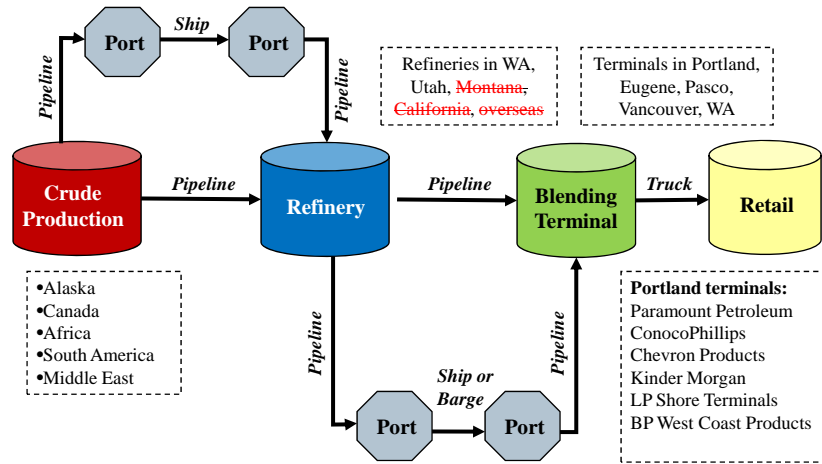 Port
Ship
Port
Pipeline
Pipeline
Refineries in WA,
Utah, Montana,
California, overseas
Terminals in Portland,
Eugene, Pasco,
Vancouver, WA
Crude
Production
Pipeline
Refinery
Pipeline
Blending
Terminal
Truck
Retail
•Alaska
•Canada
•Africa
•South America
•Middle East
Pipeline
Ship or
Barge
Pipeline
Port
Port
Portland terminals:
Paramount Petroleum
ConocoPhillips
Chevron Products
Kinder Morgan
LP Shore Terminals
BP West Coast Products